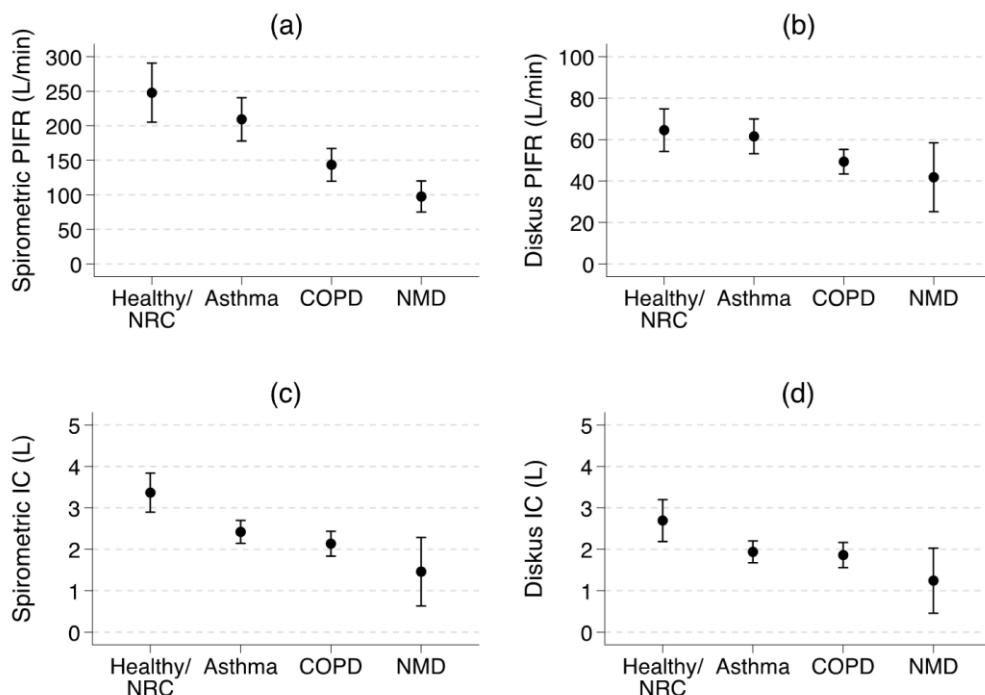 (a)
Spirometric PIFR (L/min)
300
250
200
150
100
50
0
Healthy/
NRC
Asthma
COPD
NMD
(b)
Diskus PIFR (L/min)
100
80
60
40
20
0
Healthy/
NRC
Asthma
COPD
NMD
(c)
Spirometric IC (L)
5
4
3
2
1
0
Healthy/
NRC
Asthma
COPD
NMD
(d)
Diskus IC (L)
5
4
3
2
1
0
Healthy/
NRC
Asthma
COPD
NMD